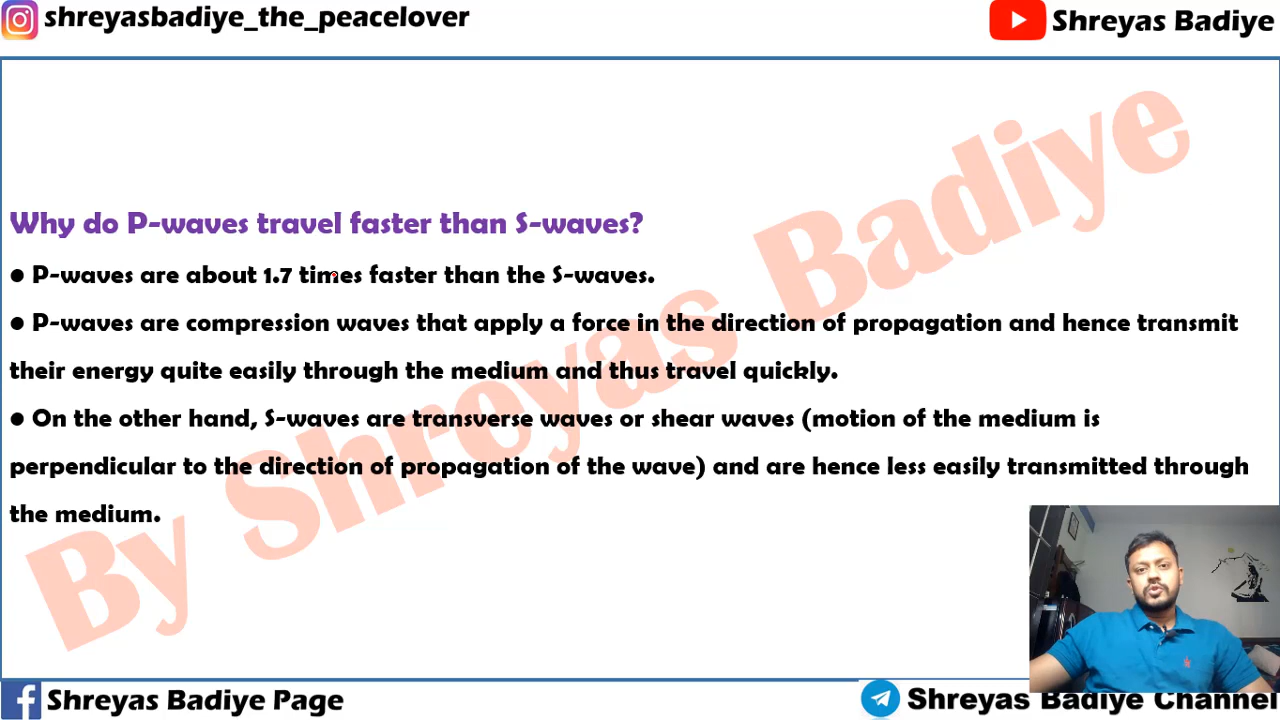 shreyasbadiye_the_peacelover
Shreyas Badiye
Why do P-waves travel faster than S-waves?
● P-waves are about 1.7 times faster than the S-waves.
● P-waves are compression waves that apply a force in the direction of propagation and hence transmit
their energy quite easily through the medium and thus travel quickly.
● On the other hand, S-waves are transverse waves or shear waves (motion of the medium is
perpendicular to the direction of propagation of the wave) and are hence less easily transmitted through
the medium.
By Shreyas Badiye
Shreyas Badiye Page
Shreyas Badiye Channel